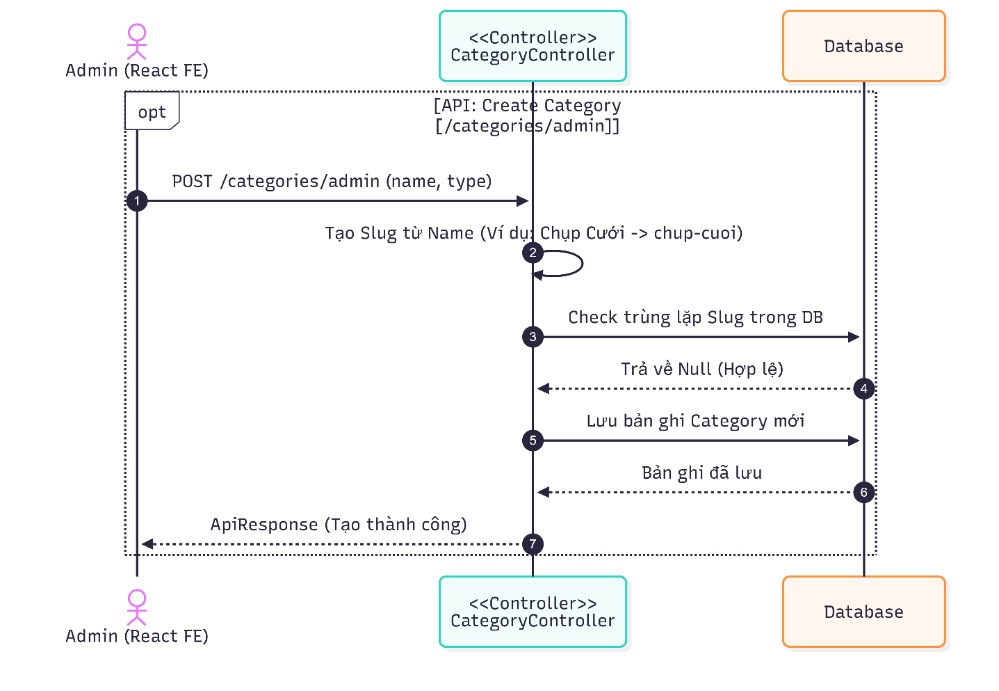 Admin (React FE)
<<Controller>>
CategoryController
Database
opt
[API: Create Category
[/categories/admin]]
POST /categories/admin (name, type)
1
Tạo Slug từ Name (Ví dụ: Chụp Cưới -> chup-cuoi)
2
Check trùng lặp Slug trong DB
3
Trả về Null (Hợp lệ)
4
Lưu bản ghi Category mới
5
Bản ghi đã lưu
6
ApiResponse (Tạo thành công)
7
Admin (React FE)
<<Controller>>
CategoryController
Database